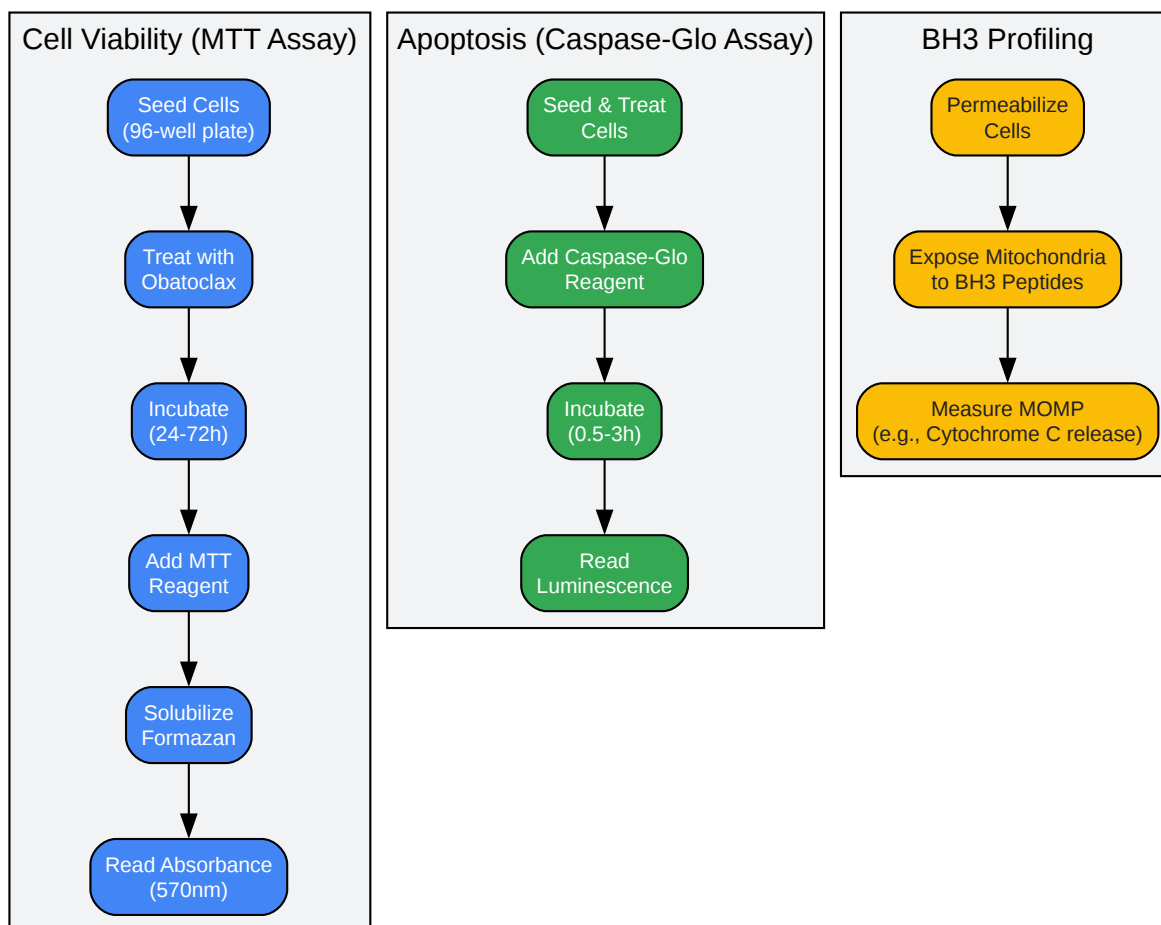 Cell Viability (MTT Assay)
Seed Cells
(96-well plate)
Treat with
Obatoclax
Incubate
(24-72h)
Add MTT
Reagent
Solubilize
Formazan
Read Absorbance
(570nm)
Apoptosis (Caspase-Glo Assay)
Seed & Treat
Cells
Add Caspase-Glo
Reagent
Incubate
(0.5-3h)
Read
Luminescence
BH3 Profiling
Permeabilize
Cells
Expose Mitochondria
to BH3 Peptides
Measure MOMP
(e.g., Cytochrome C release)